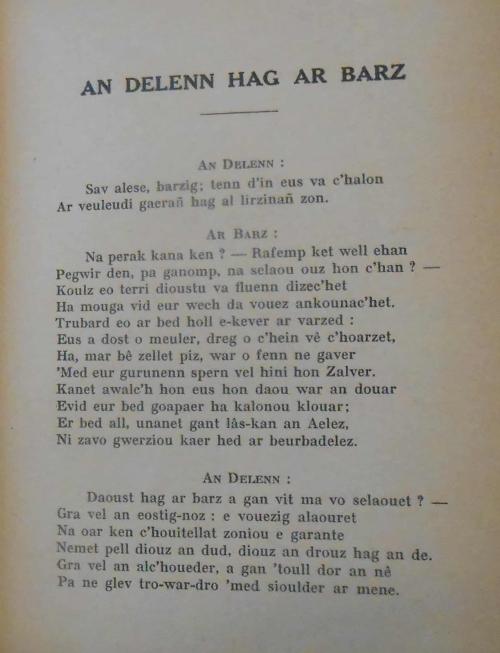 AN DELENN HAG AR BARZ
AN DELENN :
Sav alese, barzig; tenn d'in eus va c'halon
Ar veuleudi gaerañ hag al lirzinañ zon.
AR BARZ :
Na perak kana ken ? — Rafemp ket well ehan
Pegwir den, pa ganomp, na selaou ouz hon c'han ? —
Koulz eo terri dioustu va fluenn dizec'het
Ha mouga vid eur wech da vouez ankounac'het.
Trubard eo ar bed holl e-kever ar varzed :
Eus a dost o meuler, dreg o c'hein vê c'hoarzet,
Ha, mar bê zellet piz, war o fenn ne gaver
'Med eur gurunenn spern vel hini hon Zalver.
Kanet awalc'h hon eus hon daou war an douar
Evid eur bed goapaer ha kalonou klouar;
Er bed all, unanet gant lâs-kan an Aelez,
Ni zavo gwerziou kaer hed ar beurbadelez.
AN DELENN :
Daoust hag ar barz a gan vit ma vo selaouet ? —
Gra vel an eostig-noz : e vouezig alaouret
Na oar ken c'houitellat zoniou e garante
Nemet pell diouz an dud, diouz an drouz hag an de.
Gra vel an alc'houeder, a gan 'toull dor an nê
Pa ne glev tro-war-dro 'med sioulder ar mene.